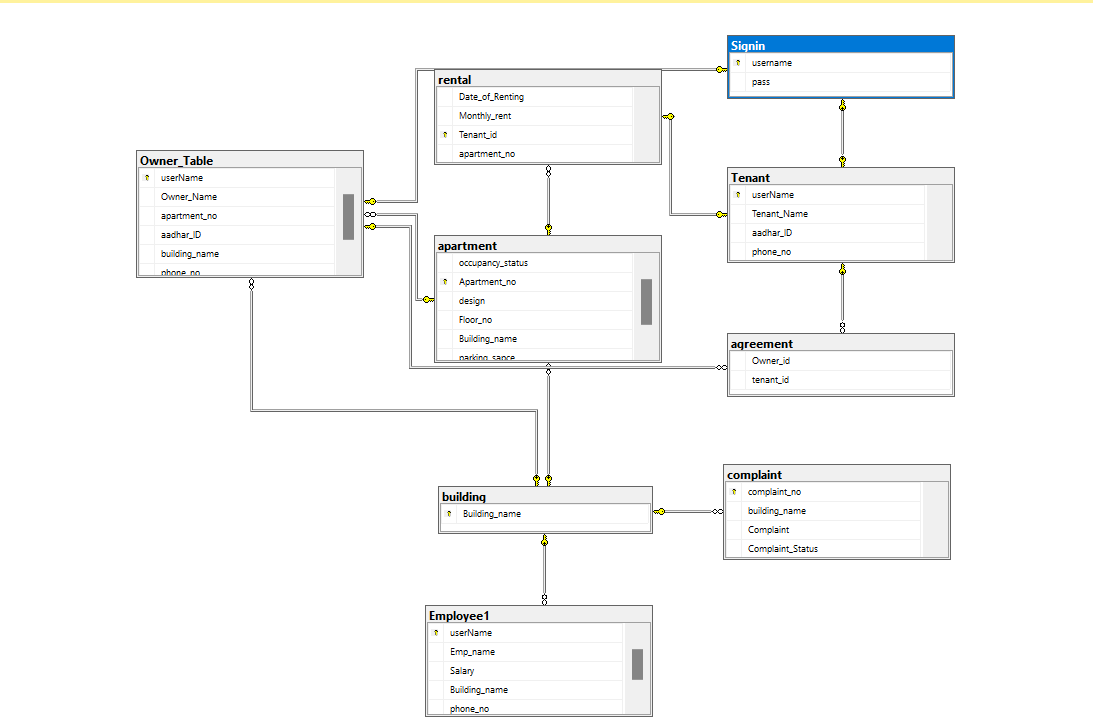 Signin
username
pass
rental
Date_of_Renting
Monthly_rent
Tenant_id
apartment_no
Owner_Table
userName
Owner_Name
apartment_no
aadhar_ID
building_name
phone_no
Tenant
userName
Tenant_Name
aadhar_ID
phone_no
apartment
occupancy_status
Apartment_no
design
Floor_no
Building_name
parking_sapce
agreement
Owner_id
tenant_id
building
Building_name
complaint
complaint_no
building_name
Complaint
Complaint_Status
Employee1
userName
Emp_name
Salary
Building_name
phone_no